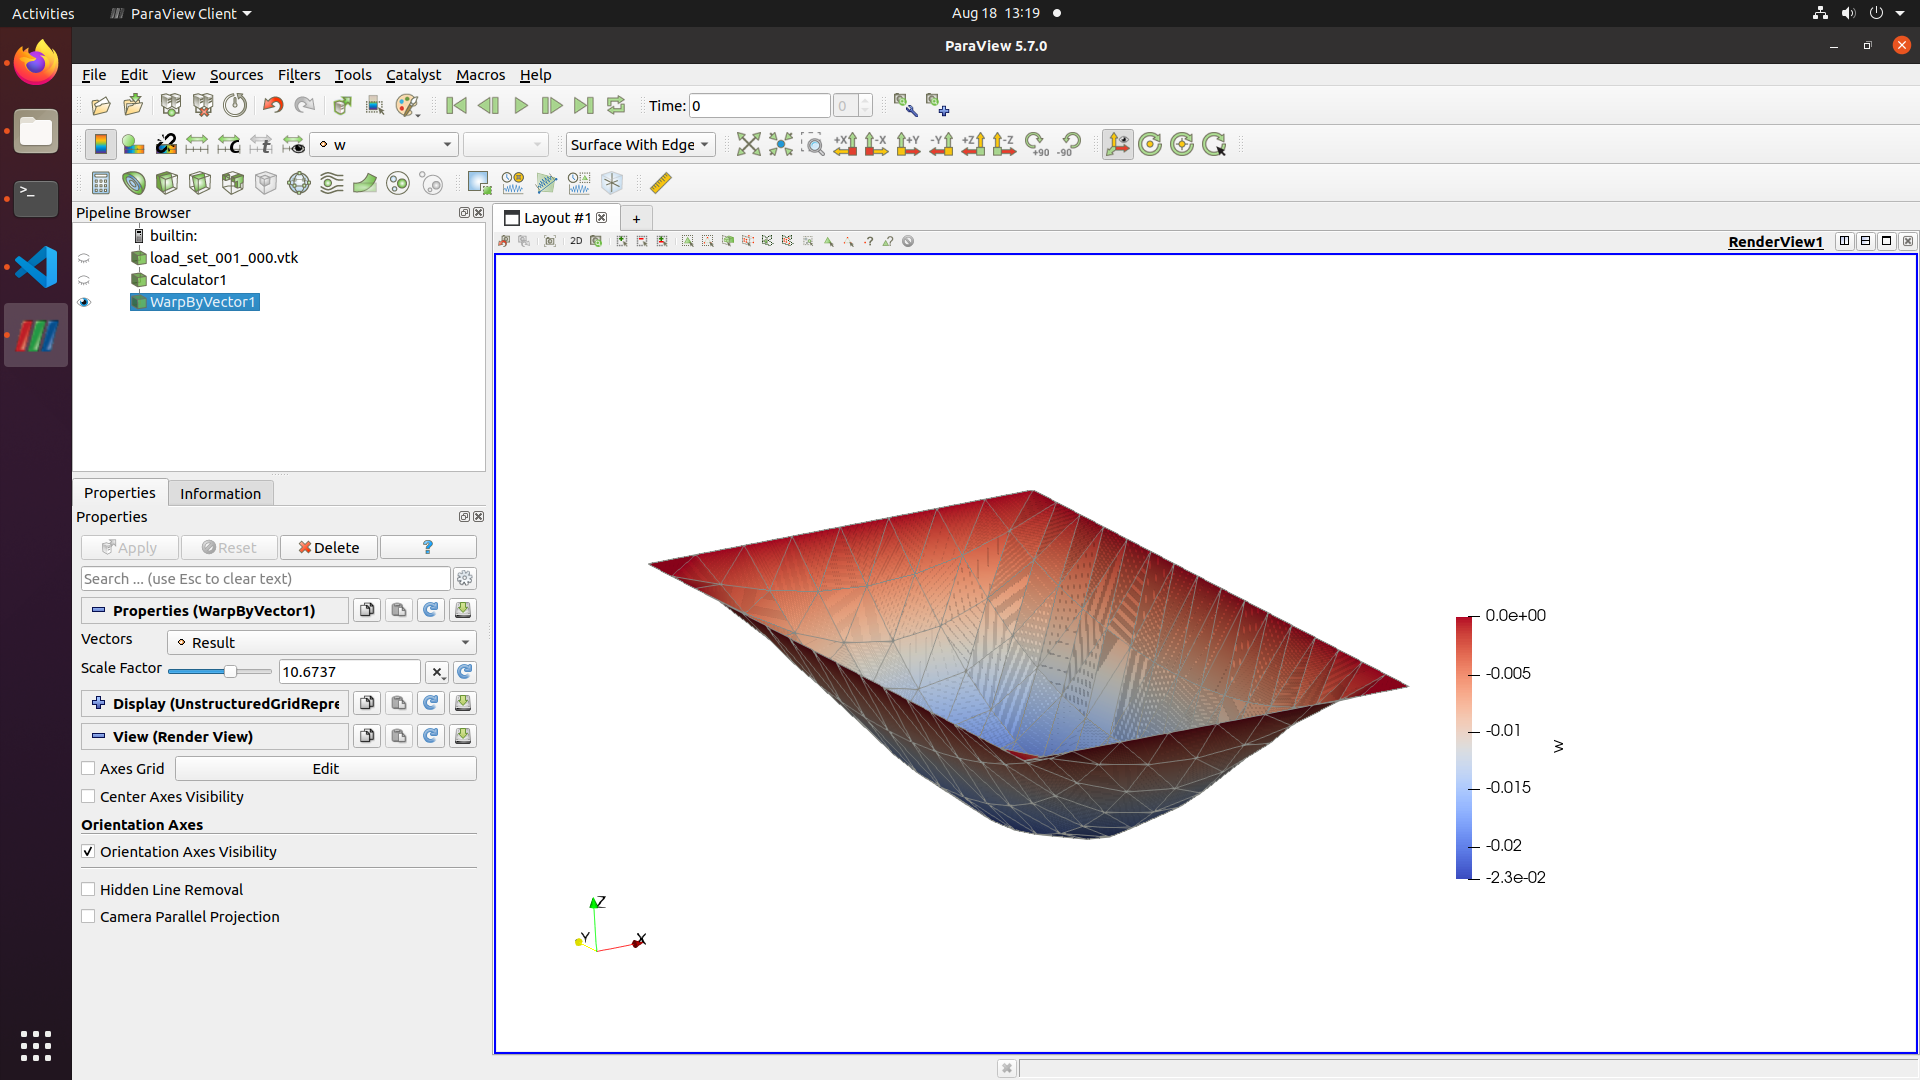 Activities
ParaView Client
Aug 18 13:19
ParaView 5.7.0
File Edit View Sources Filters Tools Catalyst Macros Help
Time: 0
0
w
Surface With Edge
+X
-X
+Y
-Y
+Z
-Z
+90
-90
Pipeline Browser
builtin:
load_set_001_000.vtk
Calculator1
WarpByVector1
Layout #1
+
2D
RenderView1
Properties Information
Properties
Apply Reset Delete ?
Search ... (use Esc to clear text)
Properties (WarpByVector1)
Vectors Result
Scale Factor 10.6737
Display (UnstructuredGridRepre
View (Render View)
Axes Grid Edit
Center Axes Visibility
Orientation Axes
Orientation Axes Visibility
Hidden Line Removal
Camera Parallel Projection
0.0e+00
-0.005
-0.01
-0.015
-0.02
-2.3e-02
w
Z
Y
X